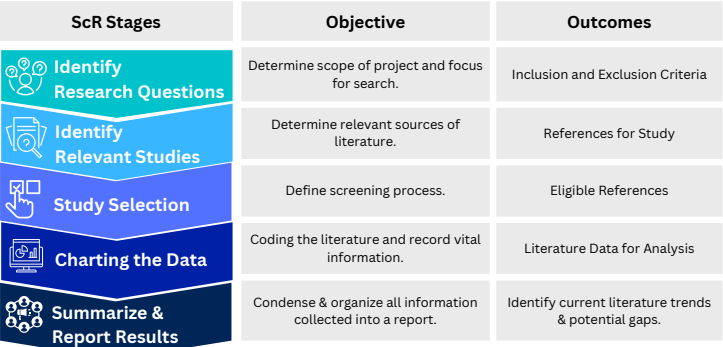 ScR Stages
Objective
Outcomes
Identify
Research Questions
Determine scope of project and focus
for search.
Inclusion and Exclusion Criteria
Identify
Relevant Studies
Determine relevant sources of
literature.
References for Study
Study Selection
Define screening process.
Eligible References
Charting the Data
Coding the literature and record vital
information.
Literature Data for Analysis
Summarize &
Report Results
Condense & organize all information
collected into a report.
Identify current literature trends
& potential gaps.